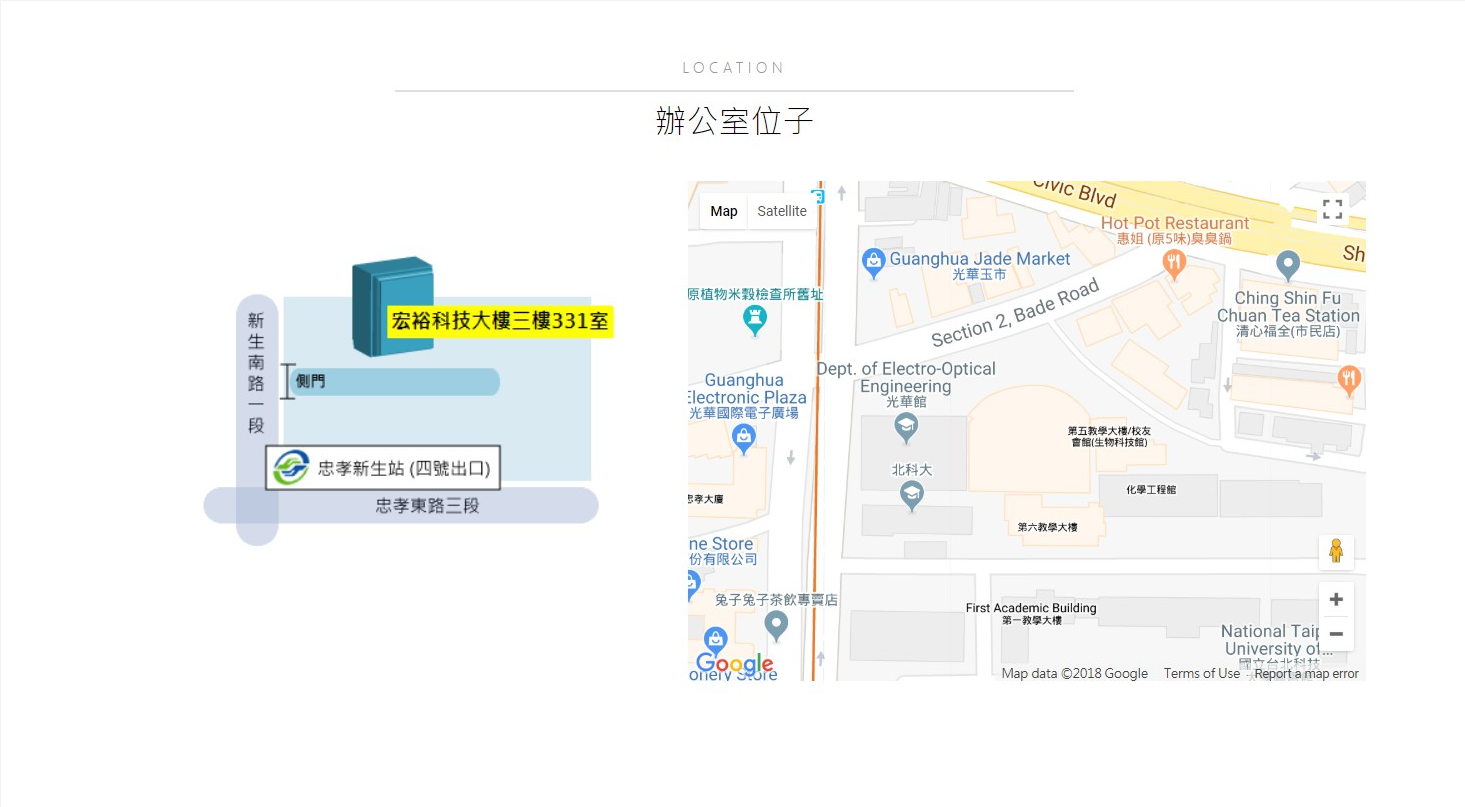 LOCATION
辦公室位子
新生南路一段
宏裕科技大樓三樓331室
側門
忠孝新生站 (四號出口)
忠孝東路三段
Map
Satellite
Civic Blvd
Hot Pot Restaurant
惠姐 (原5味)臭臭鍋
Sh
Guanghua Jade Market
光華玉市
原植物米穀檢查所舊址
Section 2, Bade Road
Ching Shin Fu
Chuan Tea Station
清心福全(市民店)
Dept. of Electro-Optical
Engineering
光華館
Guanghua
Electronic Plaza
光華國際電子廣場
第五教學大樓/校友
會館(生物科技館)
北科大
化學工程館
忠孝大廈
第六教學大樓
ne Store
份有限公司
兔子兔子茶飲專賣店
First Academic Building
第一教學大樓
National Taip
University of...
國立台北科技
Google
onery Store
Map data ©2018 Google
Terms of Use
Report a map error